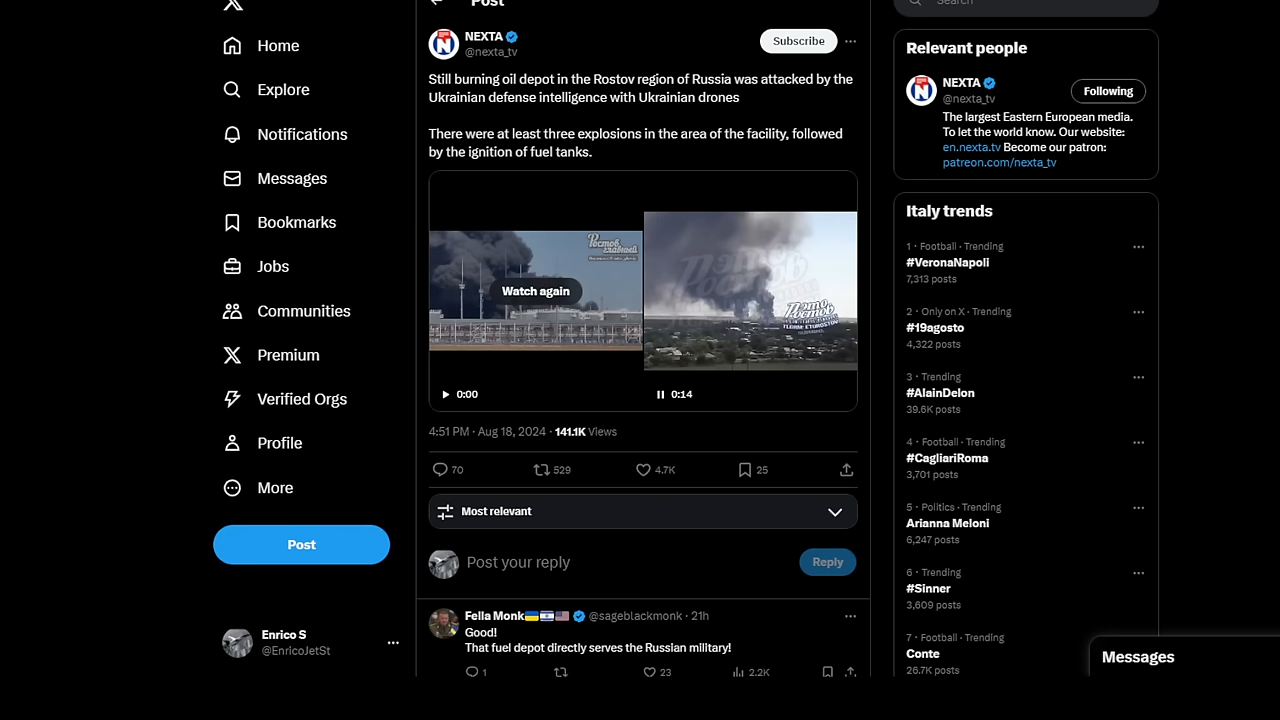 Post
Search
Home
Explore
Notifications
Messages
Bookmarks
Jobs
Communities
Premium
Verified Orgs
Profile
More
Post
Enrico S
@EnricoJetSt
NEXTA
@nexta_tv
Subscribe
Still burning oil depot in the Rostov region of Russia was attacked by the
Ukrainian defense intelligence with Ukrainian drones
There were at least three explosions in the area of the facility, followed
by the ignition of fuel tanks.
Ростов
главный
Watch again
0:00
0:14
4:51 PM · Aug 18, 2024 · 141.1K Views
70
529
4.7K
25
Most relevant
Post your reply
Reply
Fella Monk @sageblackmonk · 21h
Good!
That fuel depot directly serves the Russian military!
1
23
2.2K
Relevant people
NEXTA
@nexta_tv
Following
The largest Eastern European media.
To let the world know. Our website:
en.nexta.tv Become our patron:
patreon.com/nexta_tv
Italy trends
1 · Football · Trending
#VeronaNapoli
7,313 posts
2 · Only on X · Trending
#19agosto
4,322 posts
3 · Trending
#AlainDelon
39.6K posts
4 · Football · Trending
#CagliariRoma
3,701 posts
5 · Politics · Trending
Arianna Meloni
6,247 posts
6 · Trending
#Sinner
3,609 posts
7 · Football · Trending
Conte
26.7K posts
Messages